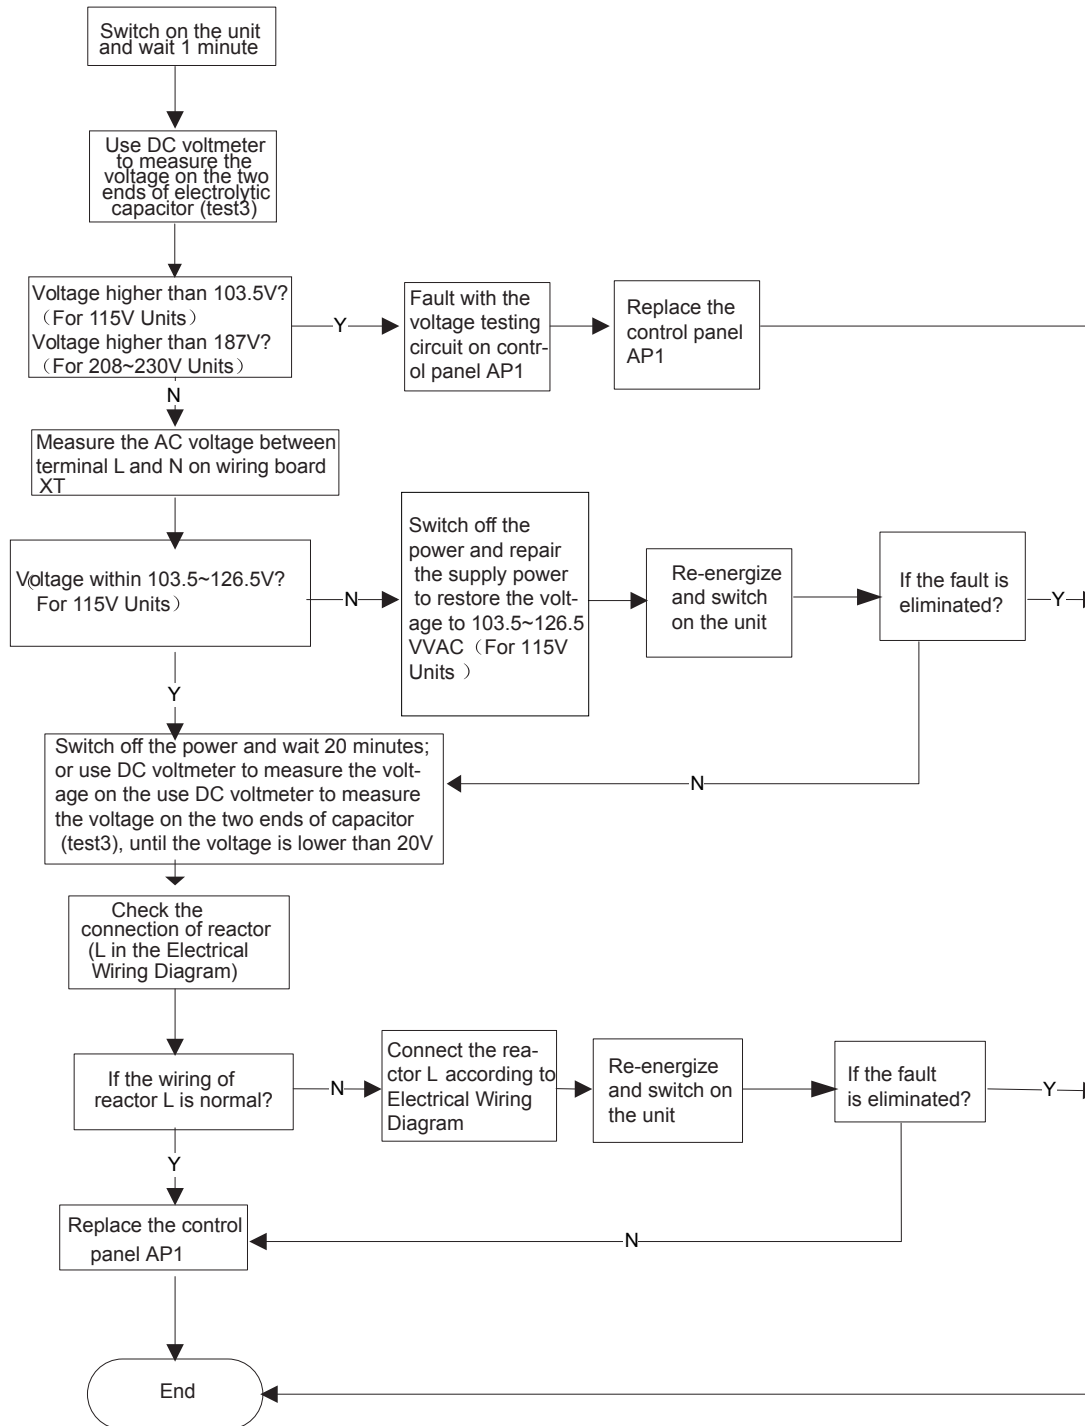 Switch on the unit
and wait 1 minute
Use DC voltmeter
to measure the
voltage on the two
ends of electrolytic
capacitor (test3)
Voltage higher than 103.5V?
（For 115V Units）
Voltage higher than 187V?
（For 208~230V Units）
Y
Fault with the
voltage testing
circuit on contr-
ol panel AP1
Replace the
control panel
AP1
N
Measure the AC voltage between
terminal L and N on wiring board
XT
Voltage within 103.5~126.5V?
（For 115V Units）
N
Switch off the
power and repair
the supply power
to restore the volt-
age to 103.5~126.5
VVAC（For 115V
Units ）
Re-energize
and switch
on the unit
If the fault is
eliminated?
Y
Y
N
Switch off the power and wait 20 minutes;
or use DC voltmeter to measure the volt-
age on the use DC voltmeter to measure
the voltage on the two ends of capacitor
(test3), until the voltage is lower than 20V
Check the
connection of reactor
(L in the Electrical
Wiring Diagram)
If the wiring of
reactor L is normal?
N
Connect the rea-
ctor L according to
Electrical Wiring
Diagram
Re-energize
and switch on
the unit
If the fault
is eliminated?
Y
Y
N
Replace the control
panel AP1
End